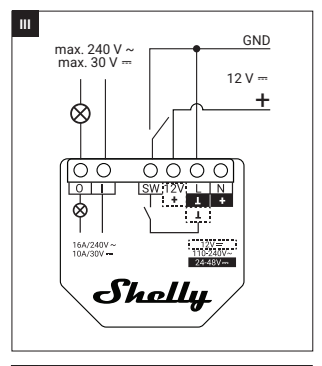 III
max. 240 V ~
max. 30 V ⎓
GND
12 V ⎓
+
O I SW 12V L N
+ ⊥ +
⊥
16A/240V ~
10A/30V ⎓
12V ⎓
110-240V~
24-48V ⎓
Shelly